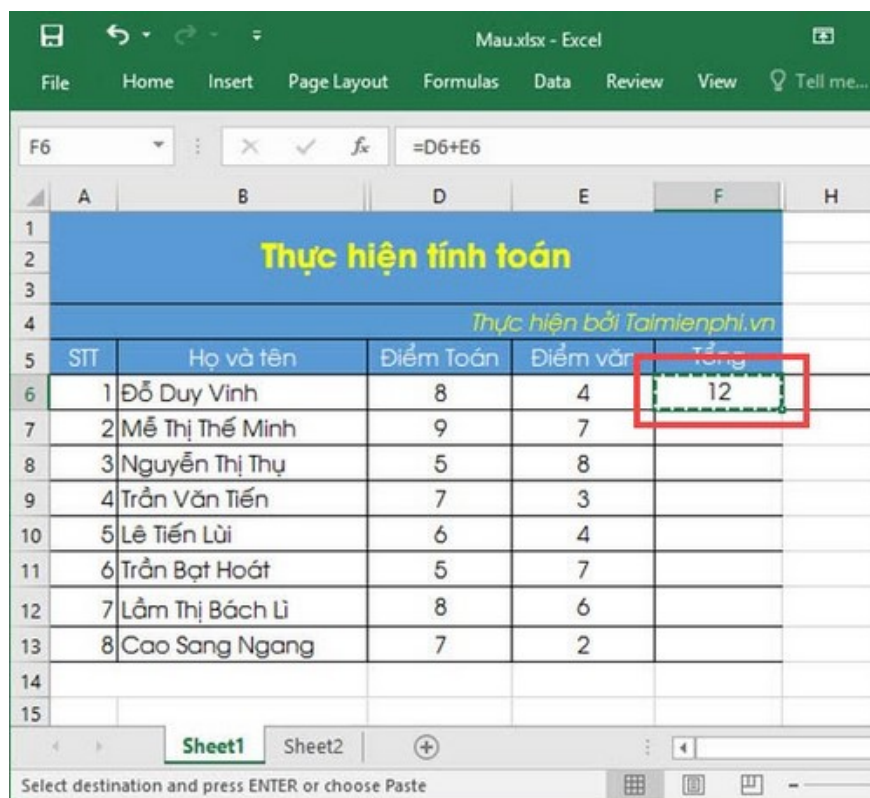 Mau.xlsx - Excel
File Home Insert Page Layout Formulas Data Review View Tell me...
F6 fx =D6+E6
A B D E F H
1
2 Thực hiện tính toán
3
4 Thực hiện bởi Taimienphi.vn
5 STT Họ và tên Điểm Toán Điểm văn Tổng
6 1 Đỗ Duy Vinh 8 4 12
7 2 Mễ Thị Thế Minh 9 7
8 3 Nguyễn Thị Thụ 5 8
9 4 Trần Văn Tiến 7 3
10 5 Lê Tiến Lùi 6 4
11 6 Trần Bạt Hoát 5 7
12 7 Lầm Thị Bách Lì 8 6
13 8 Cao Sang Ngang 7 2
14
15
Sheet1 Sheet2
Select destination and press ENTER or choose Paste